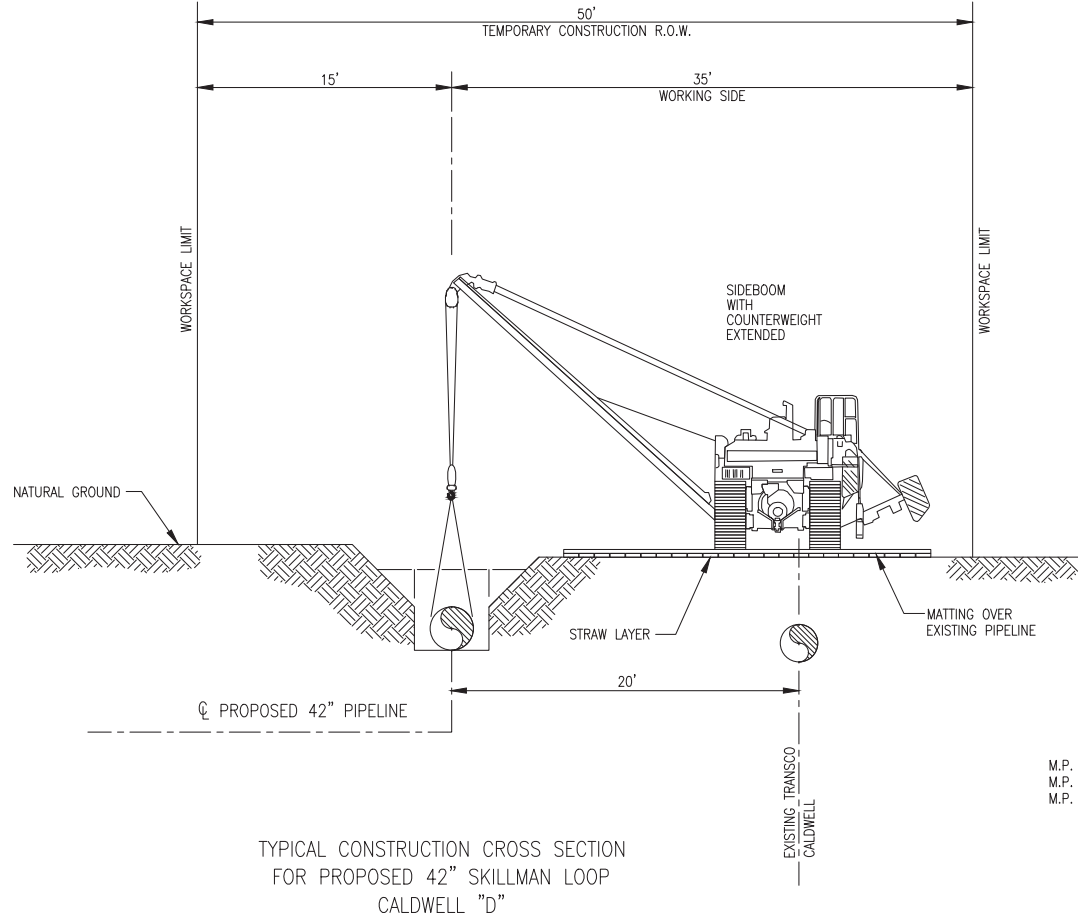 50'
TEMPORARY CONSTRUCTION R.O.W.
15'
35'
WORKING SIDE
WORKSPACE LIMIT
WORKSPACE LIMIT
SIDEBOOM
WITH
COUNTERWEIGHT
EXTENDED
NATURAL GROUND
STRAW LAYER
MATTING OVER
EXISTING PIPELINE
20'
℄ PROPOSED 42" PIPELINE
EXISTING TRANSCO
CALDWELL
M.P.
M.P.
M.P.
TYPICAL CONSTRUCTION CROSS SECTION
FOR PROPOSED 42" SKILLMAN LOOP
CALDWELL "D"